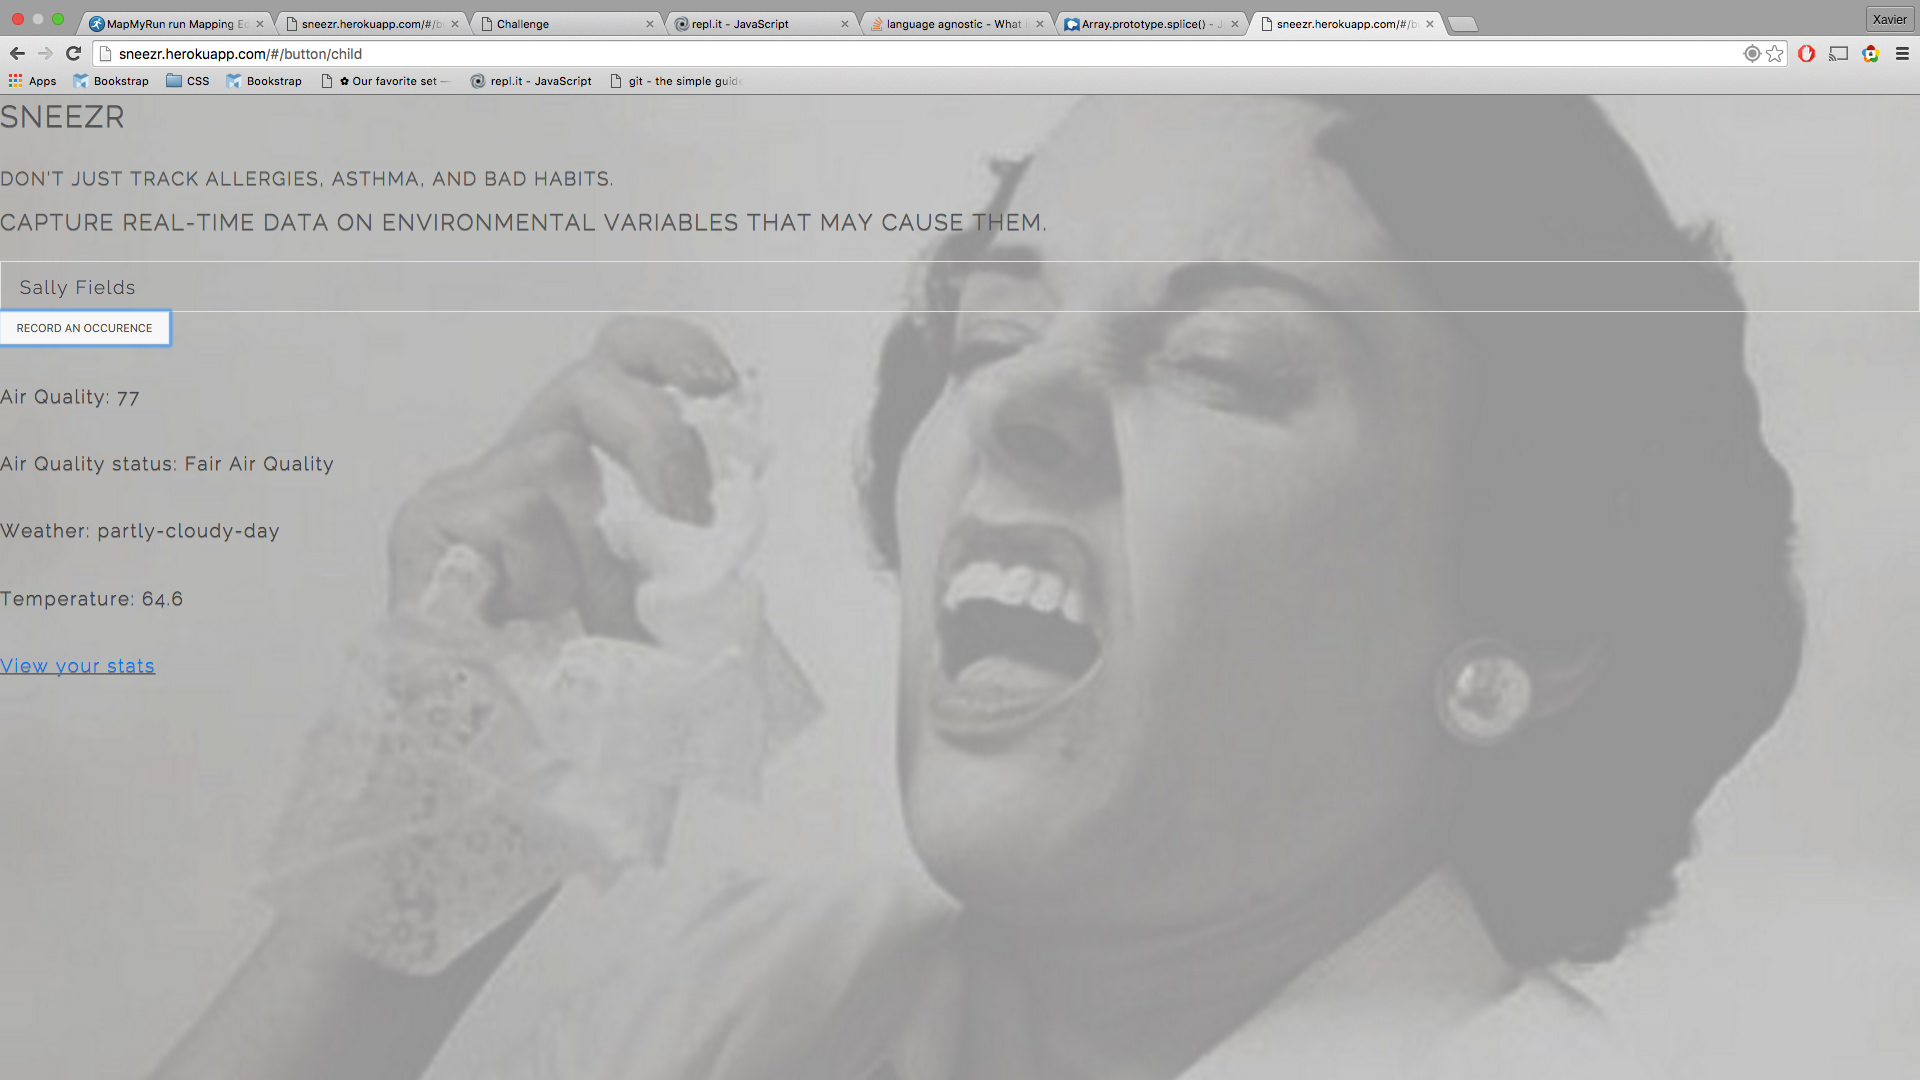 MapMyRun run Mapping Ed
sneezr.herokuapp.com/#/b
Challenge
repl.it - JavaScript
language agnostic - What i
Array.prototype.splice() - J
sneezr.herokuapp.com/#/b
Xavier
sneezr.herokuapp.com/#/button/child
Apps
Bookstrap
CSS
Bookstrap
✿ Our favorite set —
repl.it - JavaScript
git - the simple guide
SNEEZR
DON'T JUST TRACK ALLERGIES, ASTHMA, AND BAD HABITS.
CAPTURE REAL-TIME DATA ON ENVIRONMENTAL VARIABLES THAT MAY CAUSE THEM.
Sally Fields
RECORD AN OCCURENCE
Air Quality: 77
Air Quality status: Fair Air Quality
Weather: partly-cloudy-day
Temperature: 64.6
View your stats